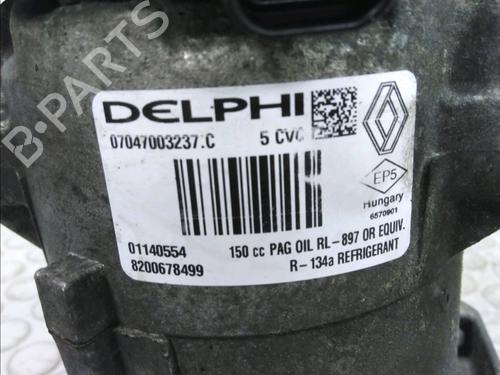 B-PARTS
DELPHI
07047003237.C
5 CVC
EP5
Hungary
6570901
01140554
8200678499
150 cc PAG OIL RL-897 OR EQUIV.
R-134a REFRIGERANT